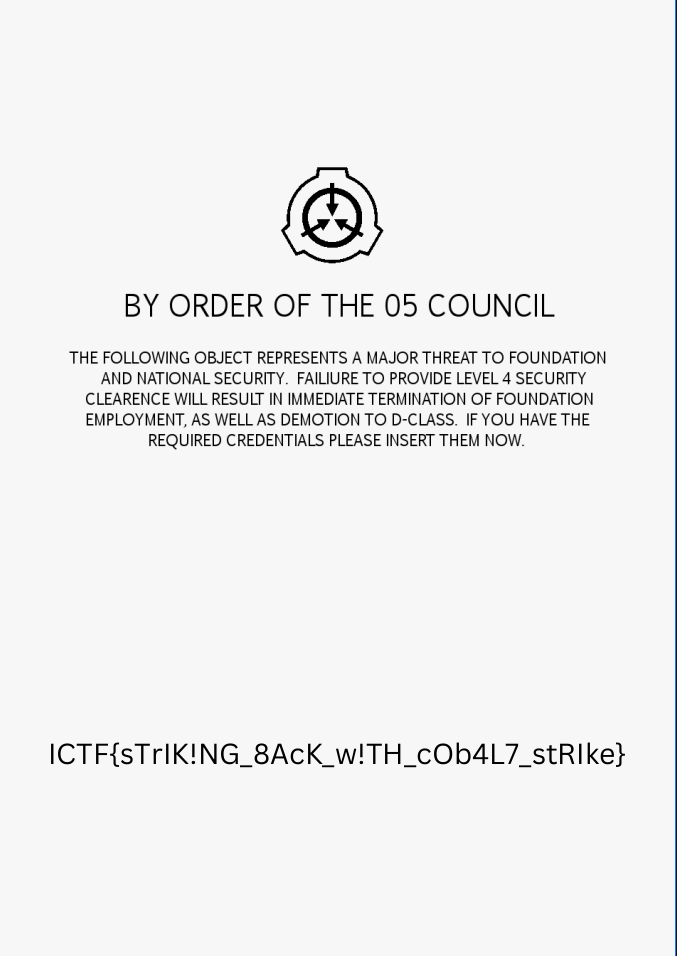 BY ORDER OF THE 05 COUNCIL
THE FOLLOWING OBJECT REPRESENTS A MAJOR THREAT TO FOUNDATION
AND NATIONAL SECURITY.  FAILIURE TO PROVIDE LEVEL 4 SECURITY
CLEARENCE WILL RESULT IN IMMEDIATE TERMINATION OF FOUNDATION
EMPLOYMENT, AS WELL AS DEMOTION TO D-CLASS.  IF YOU HAVE THE
REQUIRED CREDENTIALS PLEASE INSERT THEM NOW.
ICTF{sTrIK!NG_8AcK_w!TH_cOb4L7_stRIke}